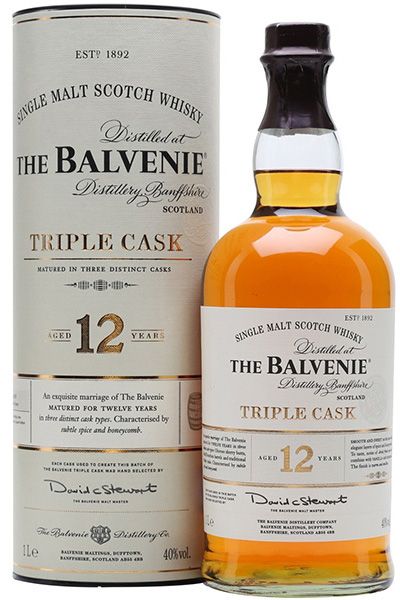 ESTD 1892
SINGLE MALT SCOTCH WHISKY
Distilled at
THE BALVENIE®
Distillery, Banffshire
SCOTLAND
TRIPLE CASK
MATURED IN THREE DISTINCT CASKS
AGED 12 YEARS
An exquisite marriage of The Balvenie
MATURED FOR TWELVE YEARS
in three distinct cask types. Characterised by
subtle spice and honeycomb.
EACH CASK USED TO CREATE THIS BATCH OF
THE BALVENIE TRIPLE CASK WAS HAND SELECTED BY
David C Stewart
THE BALVENIE MALT MASTER
The Balvenie Distillery Co.
1L℮
BALVENIE MALTINGS, DUFFTOWN,
BANFFSHIRE, SCOTLAND AB55 4BB
40%vol.
ESTD 1892
SINGLE MALT SCOTCH WHISKY
Distilled at
THE BALVENIE®
Distillery, Banffshire
SCOTLAND
TRIPLE CASK
AGED 12 YEARS
David C Stewart
THE BALVENIE MALT MASTER
THE BALVENIE DISTILLERY COMPANY
BALVENIE MALTINGS, DUFFTOWN,
BANFFSHIRE, SCOTLAND AB55 4BB